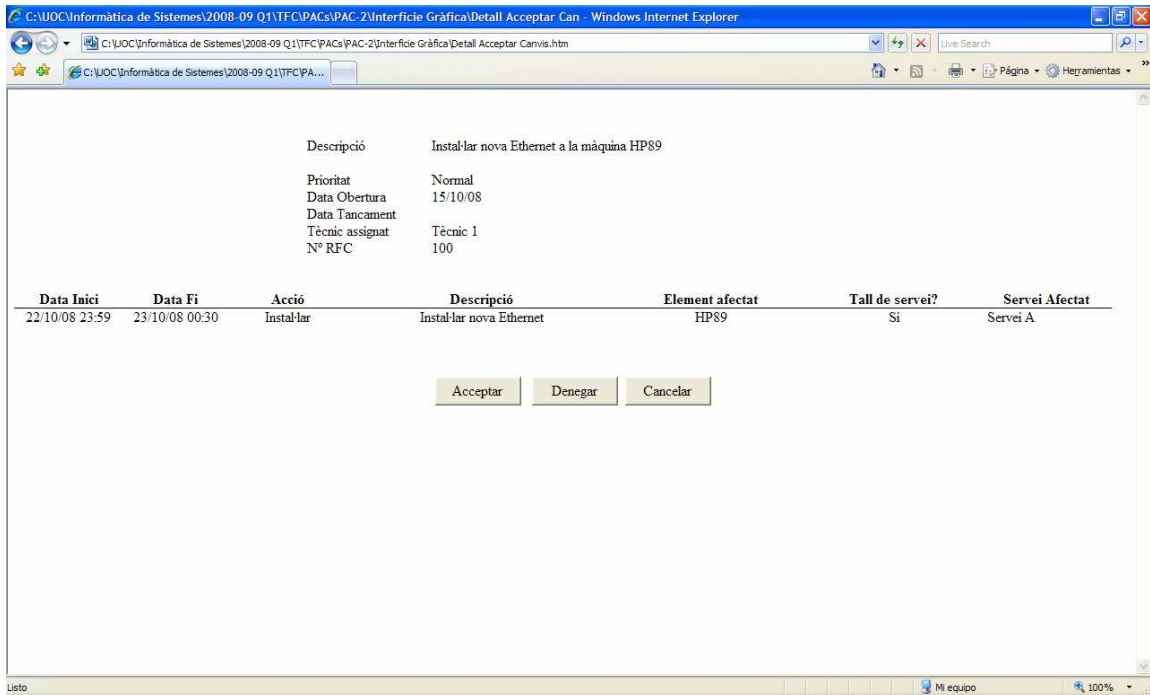 C:\UOC\Informàtica de Sistemes\2008-09 Q1\TFC\PACs\PAC-2\Interfície Gràfica\Detall Acceptar Can - Windows Internet Explorer
C:\UOC\Informàtica de Sistemes\2008-09 Q1\TFC\PACs\PAC-2\Interfície Gràfica\Detall Acceptar Canvis.htm
Live Search
C:\UOC\Informàtica de Sistemes\2008-09 Q1\TFC\PA...
Página
Herramientas
Descripció Instal·lar nova Ethernet a la màquina HP89
Prioritat Normal
Data Obertura 15/10/08
Data Tancament
Tècnic assignat Tècnic 1
Nº RFC 100
Data Inici Data Fi Acció Descripció Element afectat Tall de servei? Servei Afectat
22/10/08 23:59 23/10/08 00:30 Instal·lar Instal·lar nova Ethernet HP89 Sí Servei A
Acceptar Denegar Cancelar
Listo Mi equipo 100%